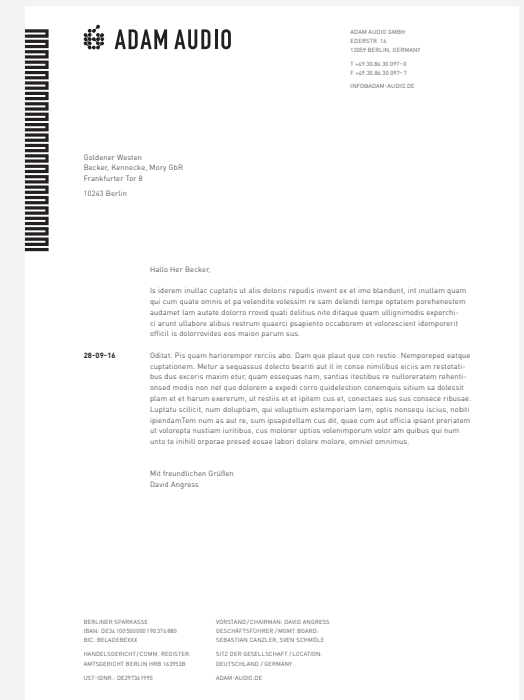 ADAM AUDIO
ADAM AUDIO GMBH
EDERSTR. 16
12059 BERLIN, GERMANY
T +49.30.86 30 097-0
F +49.30.86 30 097-7
INFO@ADAM-AUDIO.DE
Goldener Westen
Becker, Kennecke, Mory GbR
Frankfurter Tor 8
10243 Berlin
Hallo Her Becker,
Is iderem inullac cuptatis ut alis doloris repudis invent ex et imo blandunt, int inullam quam
qui cum quate omnis et pa velendite volessim re sam delendi tempe optatem porehenestem
audamet lam autate dolorro rrovid quati delitius nite ditaque quam ullignimodis experchi-
ci arunt ullabore alibus restrum quaerci psapiento occaborem et volorescient idemporerit
officil is dolorrovides eos maion parum sus.
28-09-16
Oditat. Pis quam hariorempor rerciis abo. Dam que plaut que con restio. Nemporeped eatque
cuptationem. Metur a sequassus dolecto beariti aut il in conse nimilibus eiciis am restotati-
bus dus exceris maxim etur, quam essequas nam, santias itestibus re nulloreratem rehenti-
onsed modis non net quo dolorem a expedi corro quidelestion conemquis sitium sa dolessit
plam et et harum exererum, ut restiis et et ipitem cus et, conectaes sus sus consece ribusae.
Luptatu scilicit, num doluptiam, qui voluptium estemporiam lam, optis nonsequ iscius, nobiti
ipiendamTem num as aut re, sum ipsapidellam cus dit, quae cum aut officia ipsant prenatem
ut volorepta nustiam iuritibus, cus molorer uptios volenimporum volor am quibus qui num
unto te inihill orporae presed eosae labori dolore molore, omniet omnimus.
Mit freundlichen Grüßen
David Angress
BERLINER SPARKASSE
IBAN: DE34 1005 0000 0190 3768 80
BIC: BELADEBEXXX
HANDELSGERICHT/COMM. REGISTER:
AMTSGERICHT BERLIN HRB 163953B
UST-IDNR.: DE297361995
VORSTAND/CHAIRMAN: DAVID ANGRESS
GESCHÄFTSFÜHRER/MGMT BOARD:
SEBASTIAN CANZLER, SVEN SCHMÖLE
SITZ DER GESELLSCHAFT/LOCATION:
DEUTSCHLAND / GERMANY
ADAM-AUDIO.DE